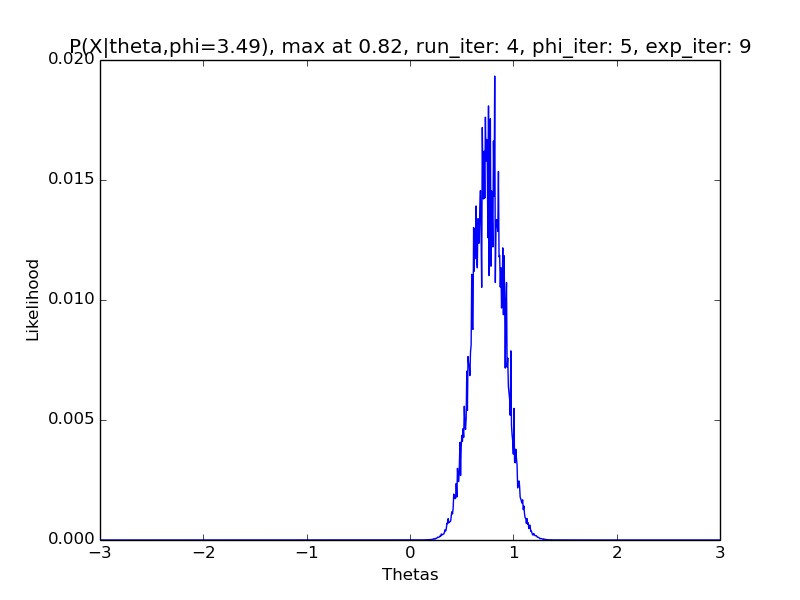 P(X|theta,phi=3.49), max at 0.82, run_iter: 4, phi_iter: 5, exp_iter: 9
0.020
0.015
0.010
0.005
0.000
Likelihood
−3 −2 −1 0 1 2 3
Thetas